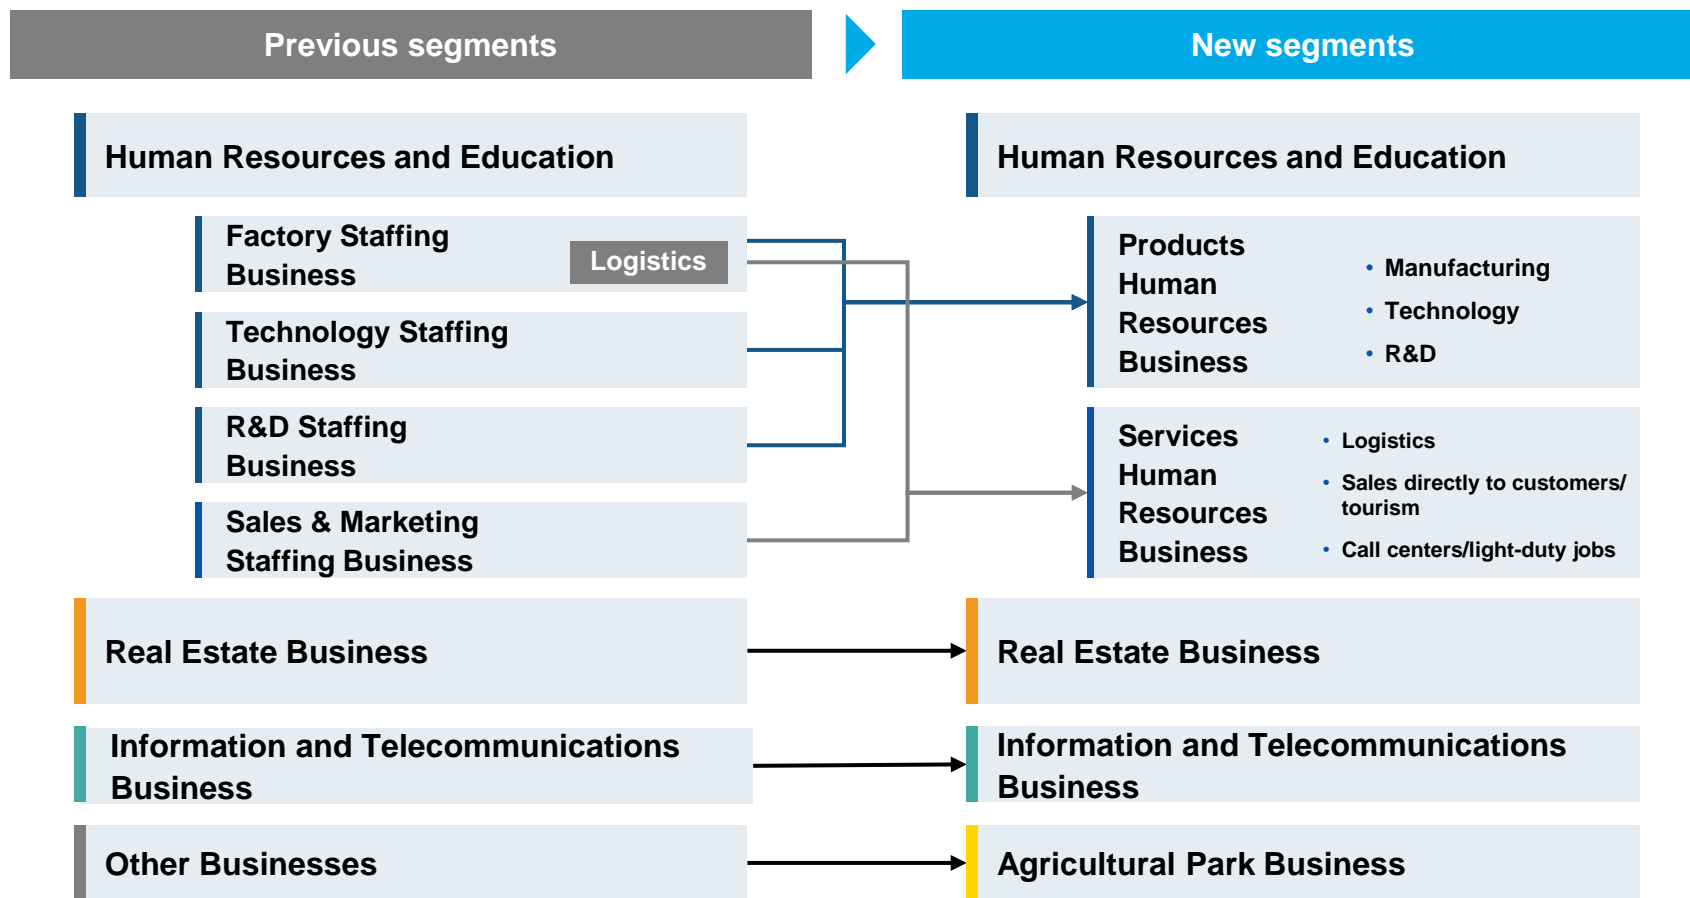 Previous segments
New segments
Human Resources and Education
Factory Staffing
Business
Logistics
Technology Staffing
Business
R&D Staffing
Business
Sales & Marketing
Staffing Business
Real Estate Business
Information and Telecommunications
Business
Other Businesses
Human Resources and Education
Products
Human
Resources
Business
• Manufacturing
• Technology
• R&D
Services
Human
Resources
Business
• Logistics
• Sales directly to customers/
tourism
• Call centers/light-duty jobs
Real Estate Business
Information and Telecommunications
Business
Agricultural Park Business